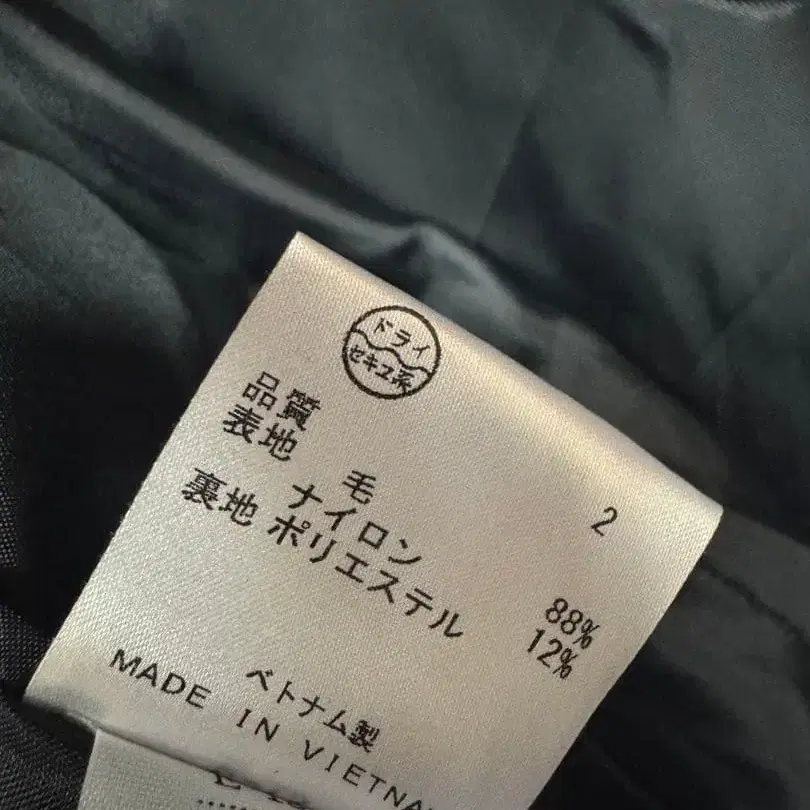 ドライ
セキユ系
2
品質
表地 毛 88%
ナイロン 12%
裏地 ポリエステル
ベトナム製
MADE IN VIETNA